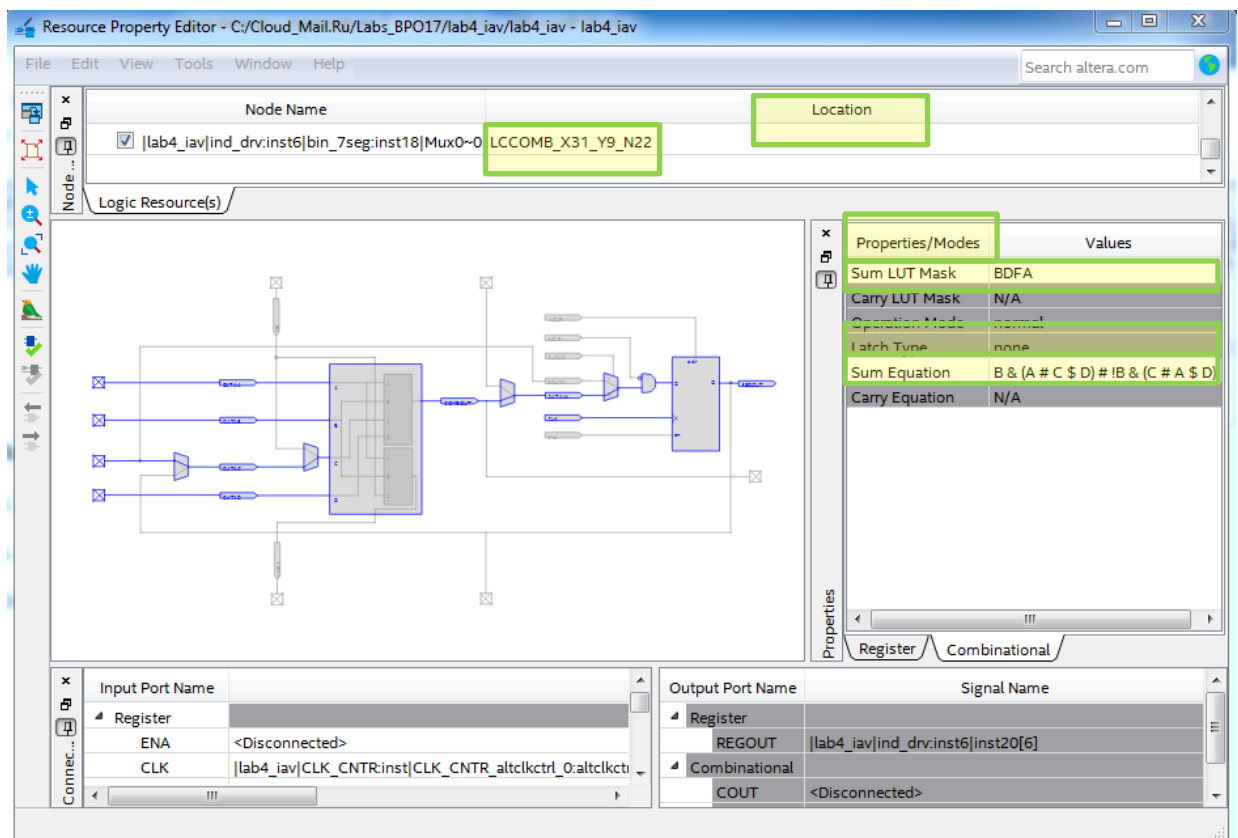 Resource Property Editor - C:/Cloud_Mail.Ru/Labs_BPO17/lab4_iav/lab4_iav - lab4_iav
File Edit View Tools Window Help
Search altera.com
Node Name Location
|lab4_iav|ind_drv:inst6|bin_7seg:inst18|Mux0~0 LCCOMB_X31_Y9_N22
Node ...
Logic Resource(s)
Properties/Modes Values
Sum LUT Mask BDFA
Carry LUT Mask N/A
Operation Mode normal
Latch Type none
Sum Equation B & (A # C $ D) # !B & (C # A $ D)
Carry Equation N/A
Properties
Register Combinational
Connec...
Input Port Name
Register
ENA <Disconnected>
CLK |lab4_iav|CLK_CNTR:inst|CLK_CNTR_altclkctrl_0:altclkctr
Output Port Name Signal Name
Register
REGOUT |lab4_iav|ind_drv:inst6|inst20[6]
Combinational
COUT <Disconnected>